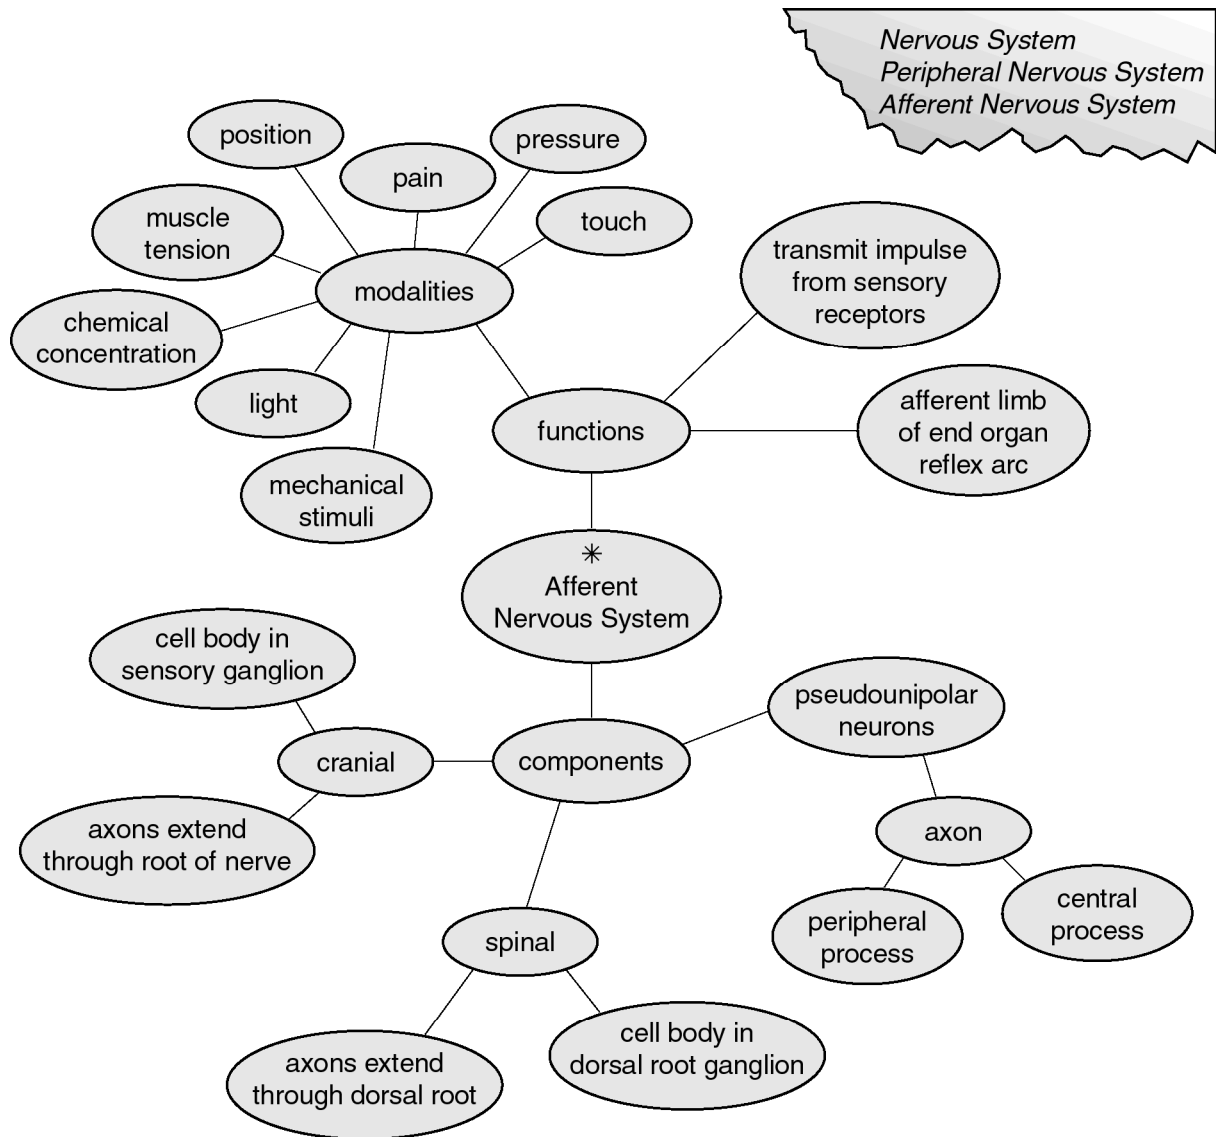 Nervous System
Peripheral Nervous System
Afferent Nervous System
position
pain
pressure
muscle
tension
touch
modalities
chemical
concentration
light
mechanical
stimuli
transmit impulse
from sensory
receptors
functions
afferent limb
of end organ
reflex arc
✳
Afferent
Nervous System
cell body in
sensory ganglion
cranial
axons extend
through root of nerve
components
pseudounipolar
neurons
axon
peripheral
process
central
process
spinal
axons extend
through dorsal root
cell body in
dorsal root ganglion